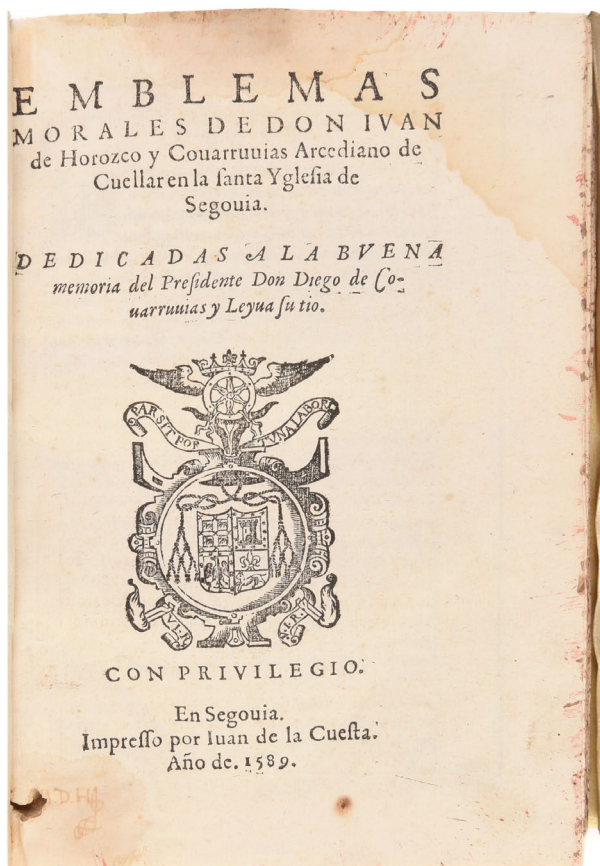 EMBLEMAS
MORALES DE DON IVAN
de Horozco y Couarruuias Arcediano de
Cuellar en la ſanta Ygleſia de
Segouia.
DEDICADAS A LA BVENA
memoria del Preſidente Don Diego de Co-
uarruuias y Leyua ſu tio.
PAR SIT FOR TVNA LABORI
CON PRIVILEGIO.
En Segouia.
Impreſſo por Iuan de la Cueſta.
Año de. 1589.